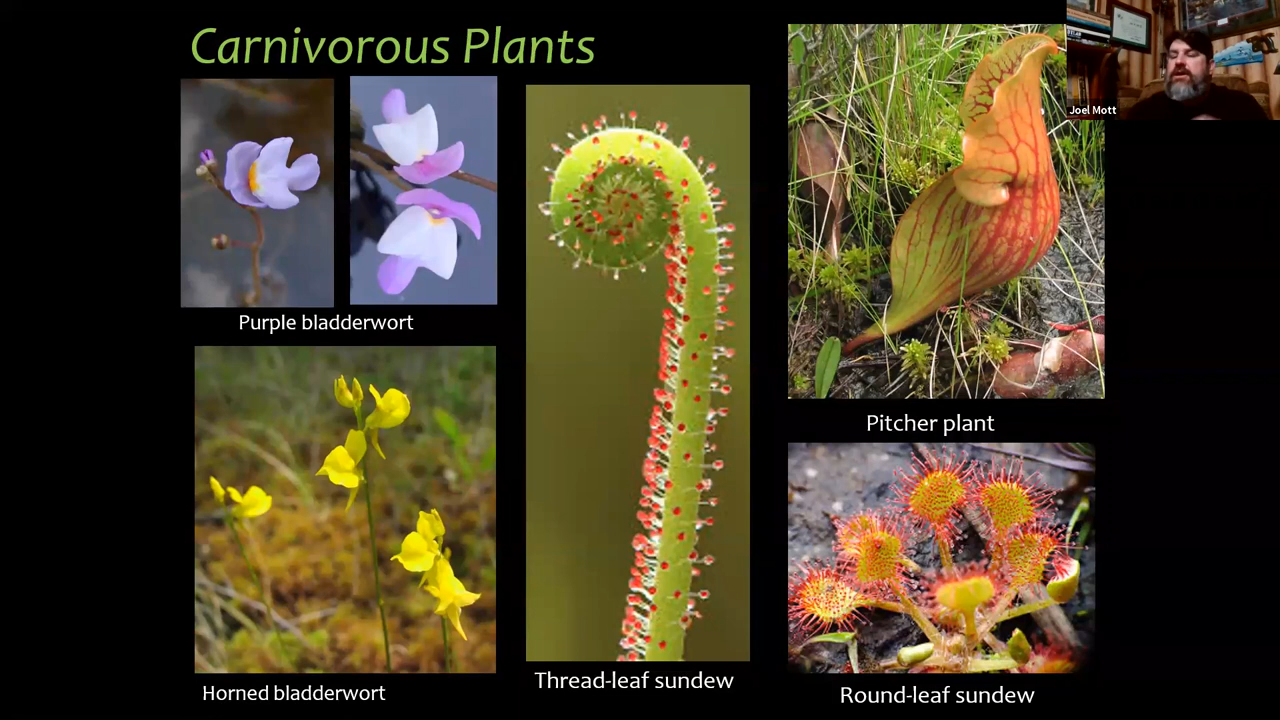 Carnivorous Plants
Joel Mott
Purple bladderwort
Pitcher plant
Horned bladderwort
Thread-leaf sundew
Round-leaf sundew